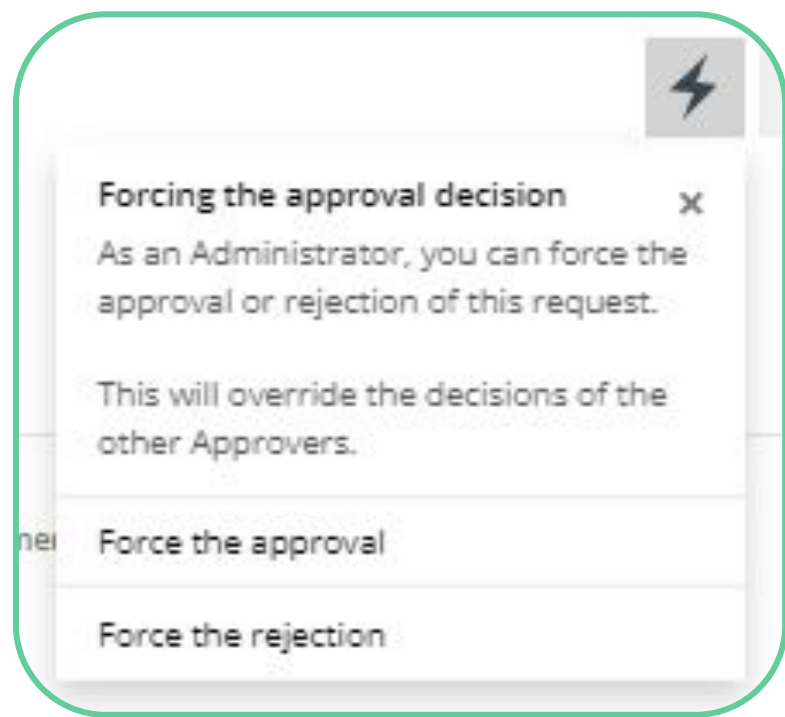 Forcing the approval decision
As an Administrator, you can force the
approval or rejection of this request.
This will override the decisions of the
other Approvers.
Force the approval
Force the rejection